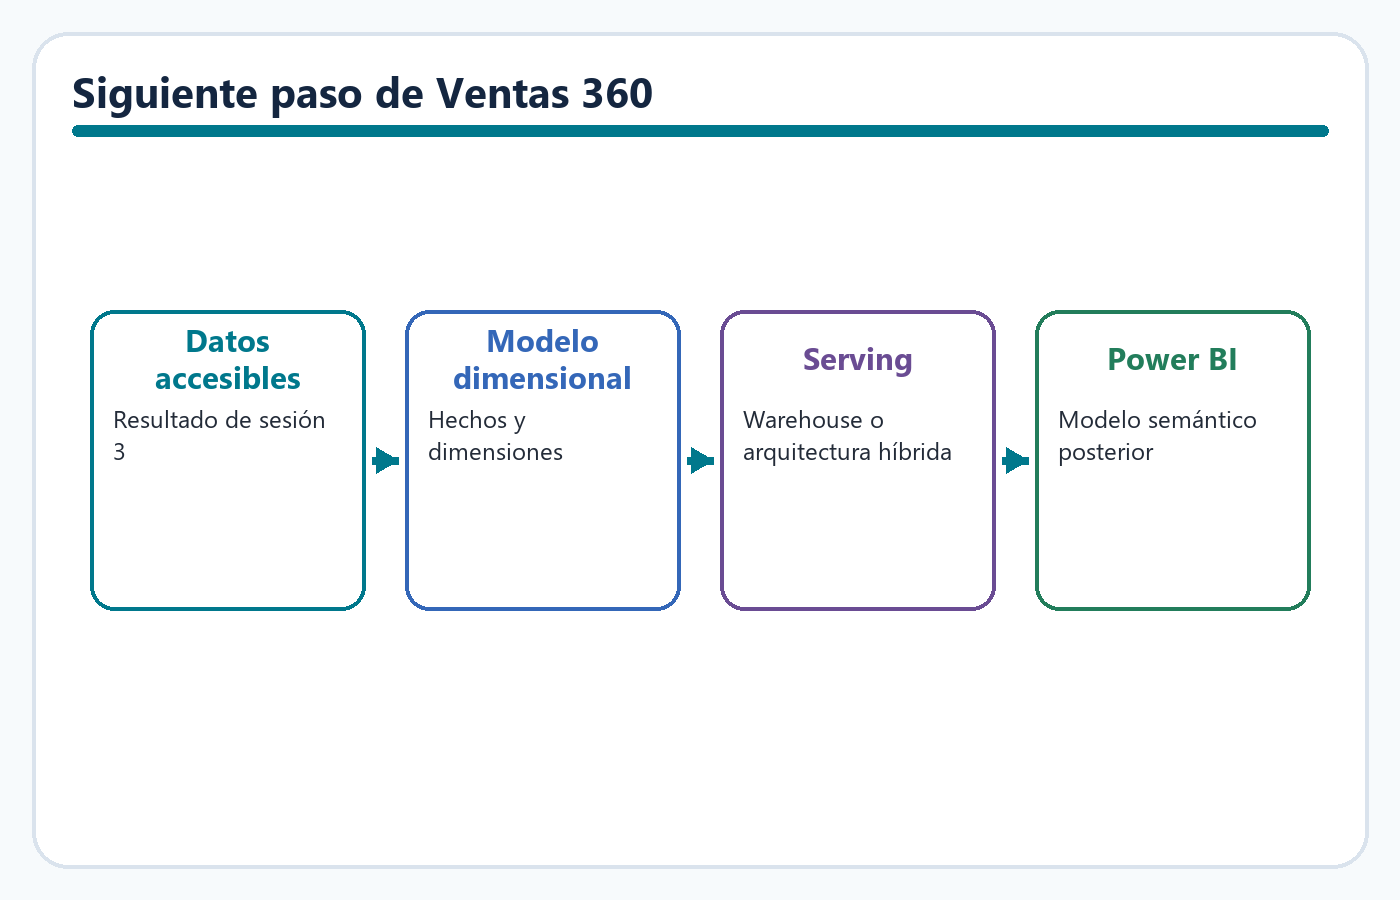 Siguiente paso de Ventas 360
Datos
accesibles
Resultado de sesión
3
Modelo
dimensional
Hechos y
dimensiones
Serving
Warehouse o
arquitectura híbrida
Power BI
Modelo semántico
posterior